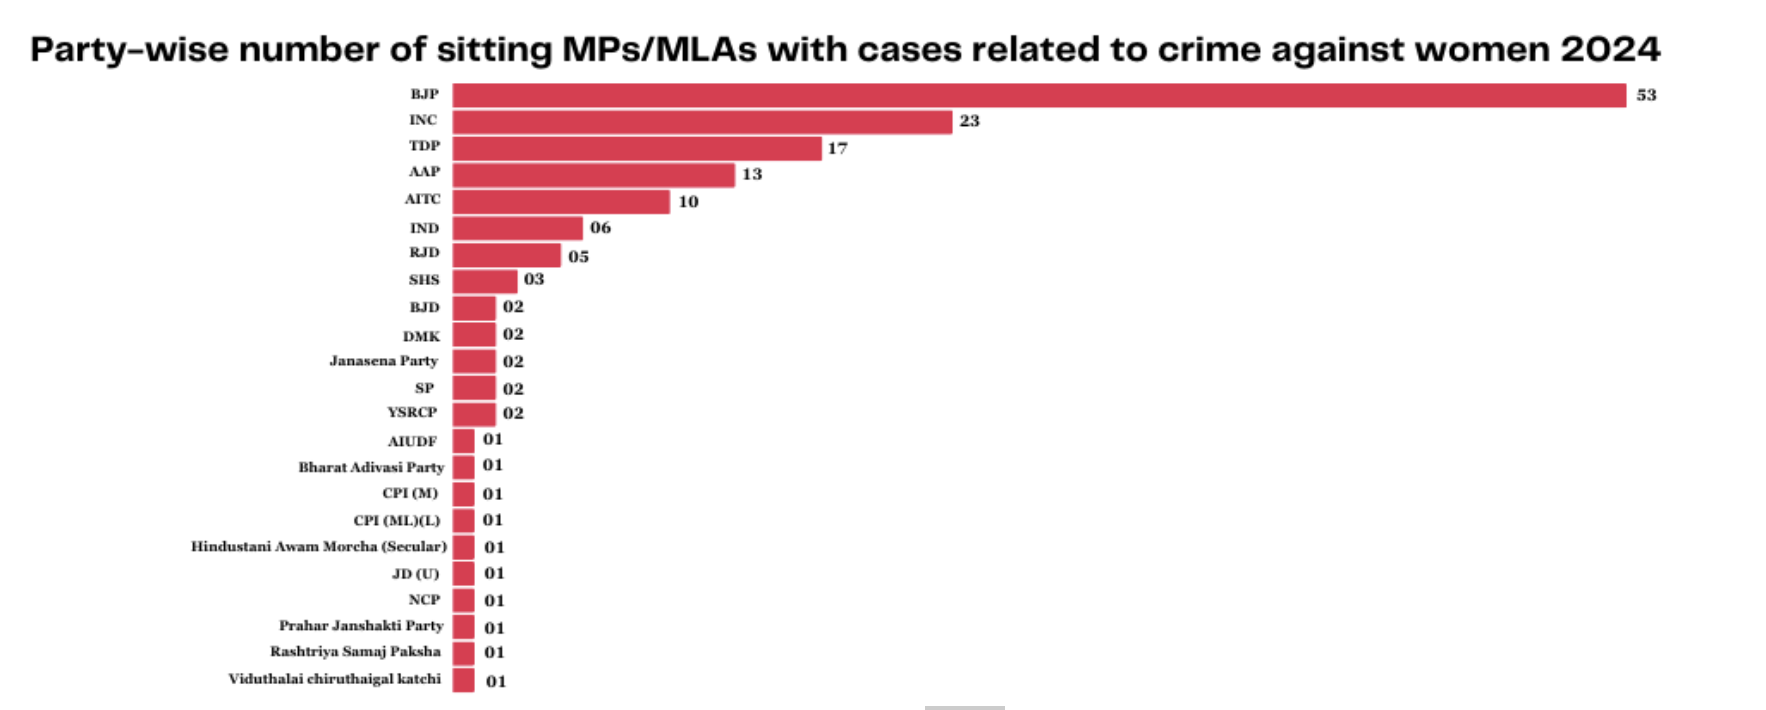 Party-wise number of sitting MPs/MLAs with cases related to crime against women 2024
BJP 53
INC 23
TDP 17
AAP 13
AITC 10
IND 06
RJD 05
SHS 03
BJD 02
DMK 02
Janasena Party 02
SP 02
YSRCP 02
AIUDF 01
Bharat Adivasi Party 01
CPI (M) 01
CPI (ML)(L) 01
Hindustani Awam Morcha (Secular) 01
JD (U) 01
NCP 01
Prahar Janshakti Party 01
Rashtriya Samaj Paksha 01
Viduthalai chiruthaigal katchi 01